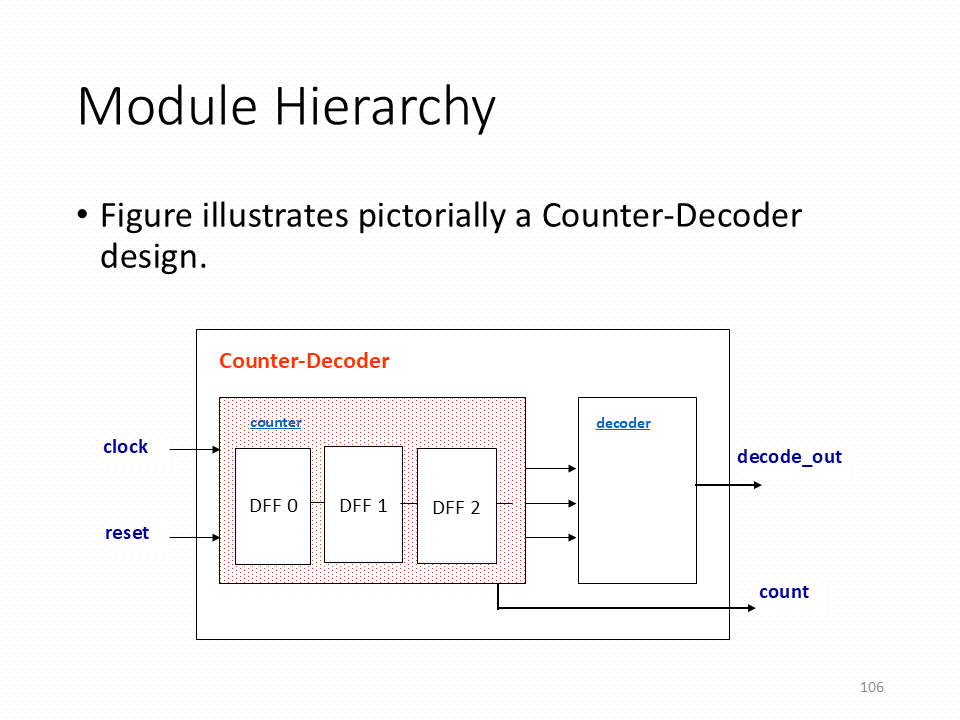 Module Hierarchy
• Figure illustrates pictorially a Counter-Decoder
design.
Counter-Decoder
counter
decoder
clock
decode_out
DFF 0
DFF 1
DFF 2
reset
count
106